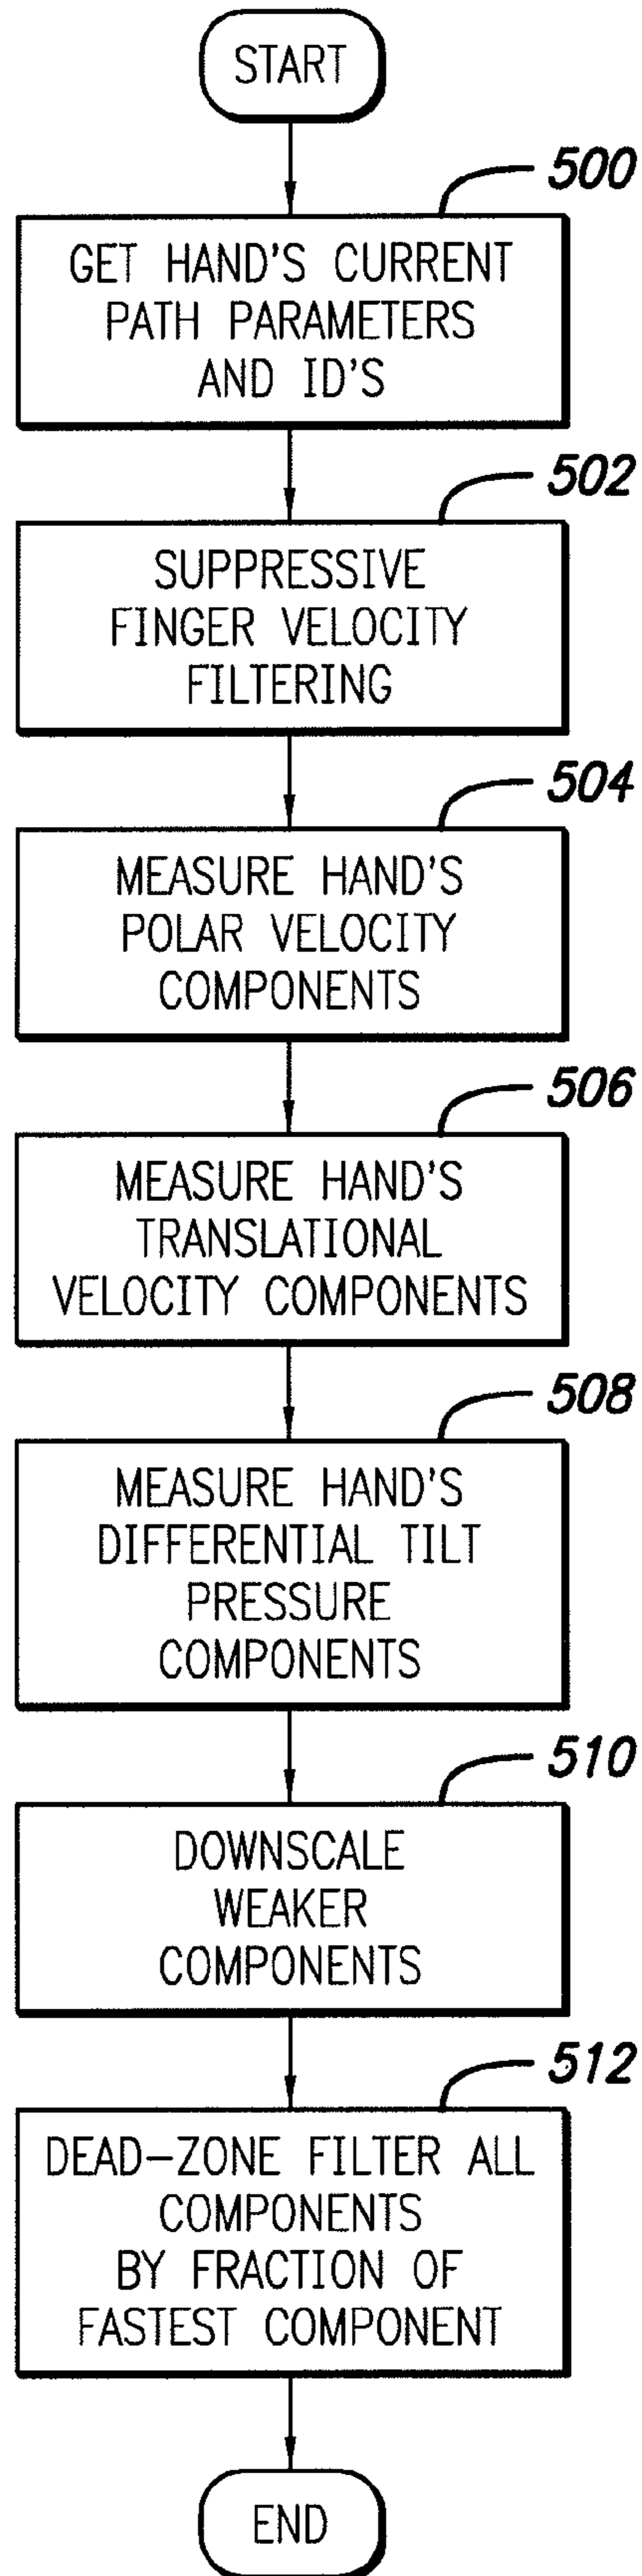 START
500
GET HAND'S CURRENT
PATH PARAMETERS
AND ID'S
502
SUPPRESSIVE
FINGER VELOCITY
FILTERING
504
MEASURE HAND'S
POLAR VELOCITY
COMPONENTS
506
MEASURE HAND'S
TRANSLATIONAL
VELOCITY COMPONENTS
508
MEASURE HAND'S
DIFFERENTIAL TILT
PRESSURE
COMPONENTS
510
DOWNSCALE
WEAKER
COMPONENTS
512
DEAD-ZONE FILTER ALL
COMPONENTS
BY FRACTION OF
FASTEST COMPONENT
END